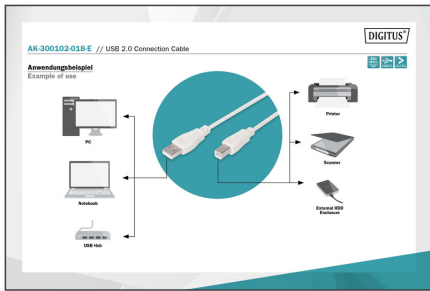 DIGITUS®
AK-300102-018-E // USB 2.0 Connection Cable
Anwendungsbeispiel
Example of use
PC
Notebook
USB Hub
Printer
Scanner
External HDD
Enclosure